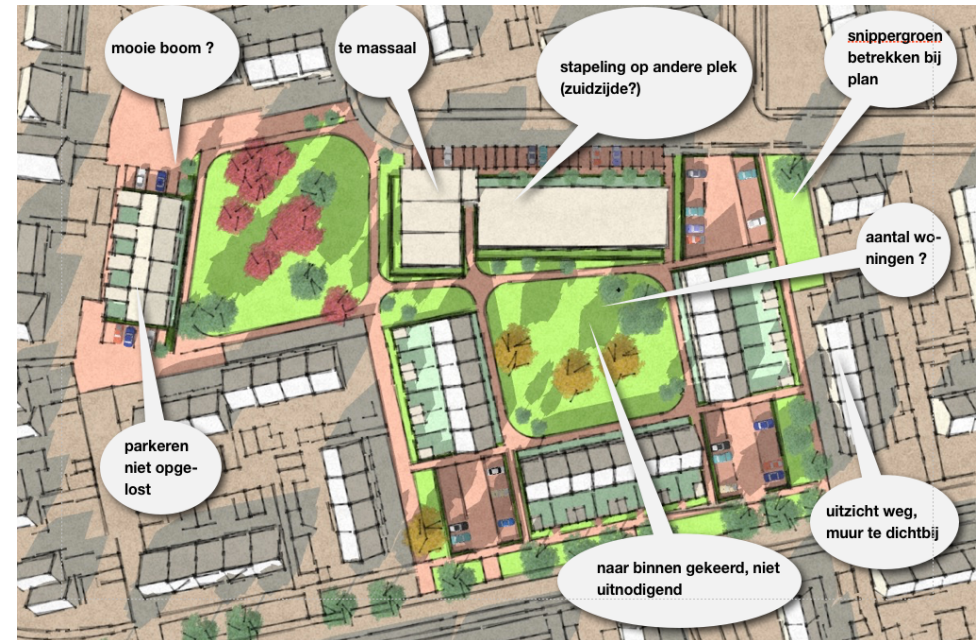 mooie boom ?
te massaal
stapeling op andere plek
(zuidzijde?)
snippergroen
betrekken bij
plan
aantal wo-
ningen ?
parkeren
niet opge-
lost
uitzicht weg,
muur te dichtbij
naar binnen gekeerd, niet
uitnodigend